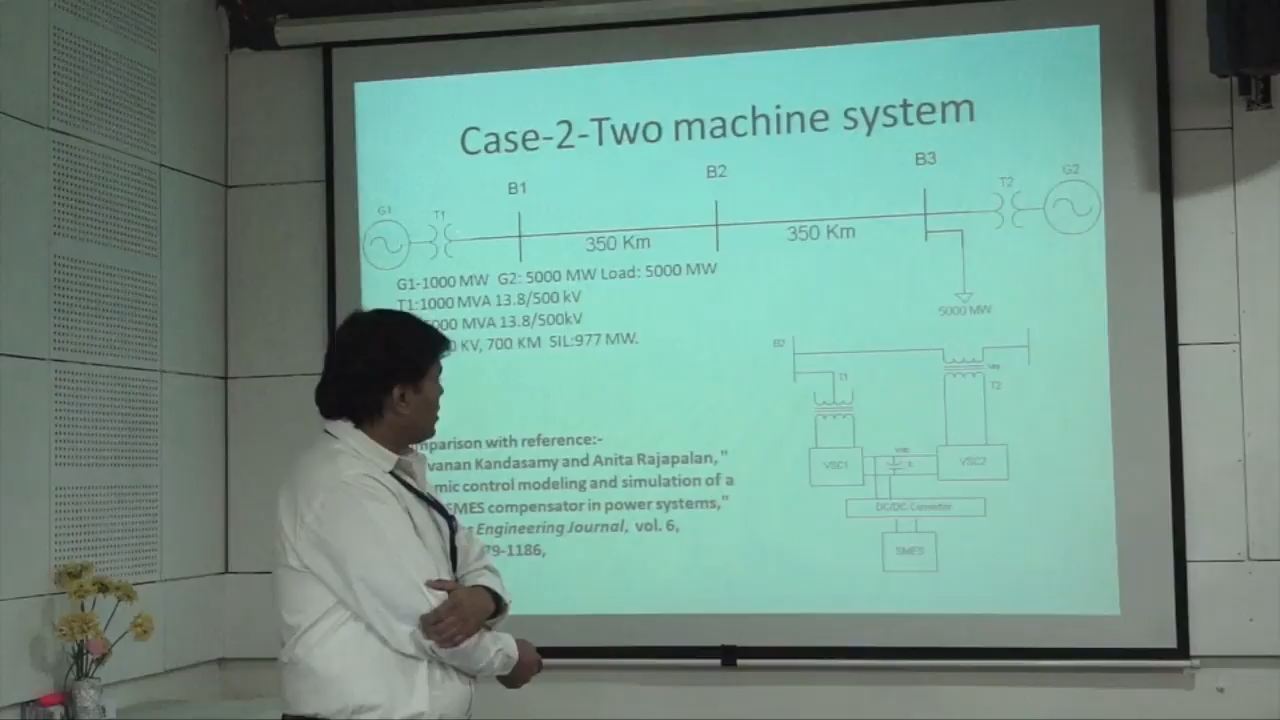 Case-2-Two machine system
B1
B2
B3
G1
T1
T2
G2
350 Km
350 Km
G1-1000 MW G2: 5000 MW Load: 5000 MW
T1:1000 MVA 13.8/500 kV
000 MVA 13.8/500kV
KV, 700 KM SIL:977 MW.
5000 MW
B2
T1
T2
VSC1
VSC2
DC/DC Converter
SMES
mparison with reference:-
vanan Kandasamy and Anita Rajapalan,"
mic control modeling and simulation of a
SMES compensator in power systems,"
Engineering Journal, vol. 6,
79-1186,